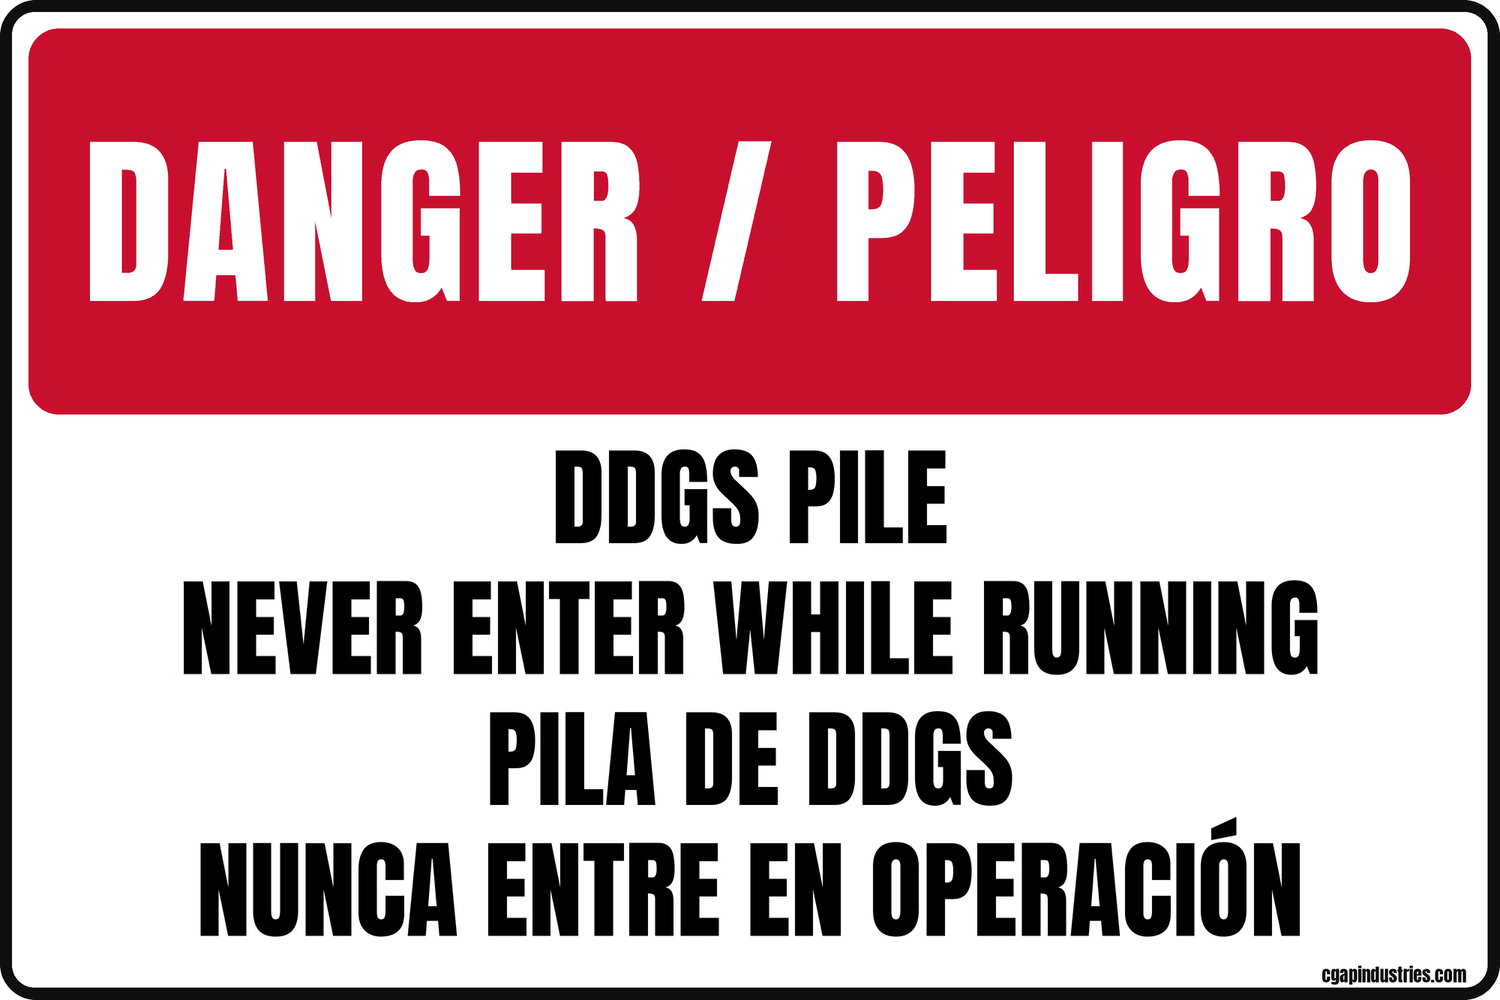 DANGER / PELIGRO
DDGS PILE
NEVER ENTER WHILE RUNNING
PILA DE DDGS
NUNCA ENTRE EN OPERACIÓN
cgapindustries.com